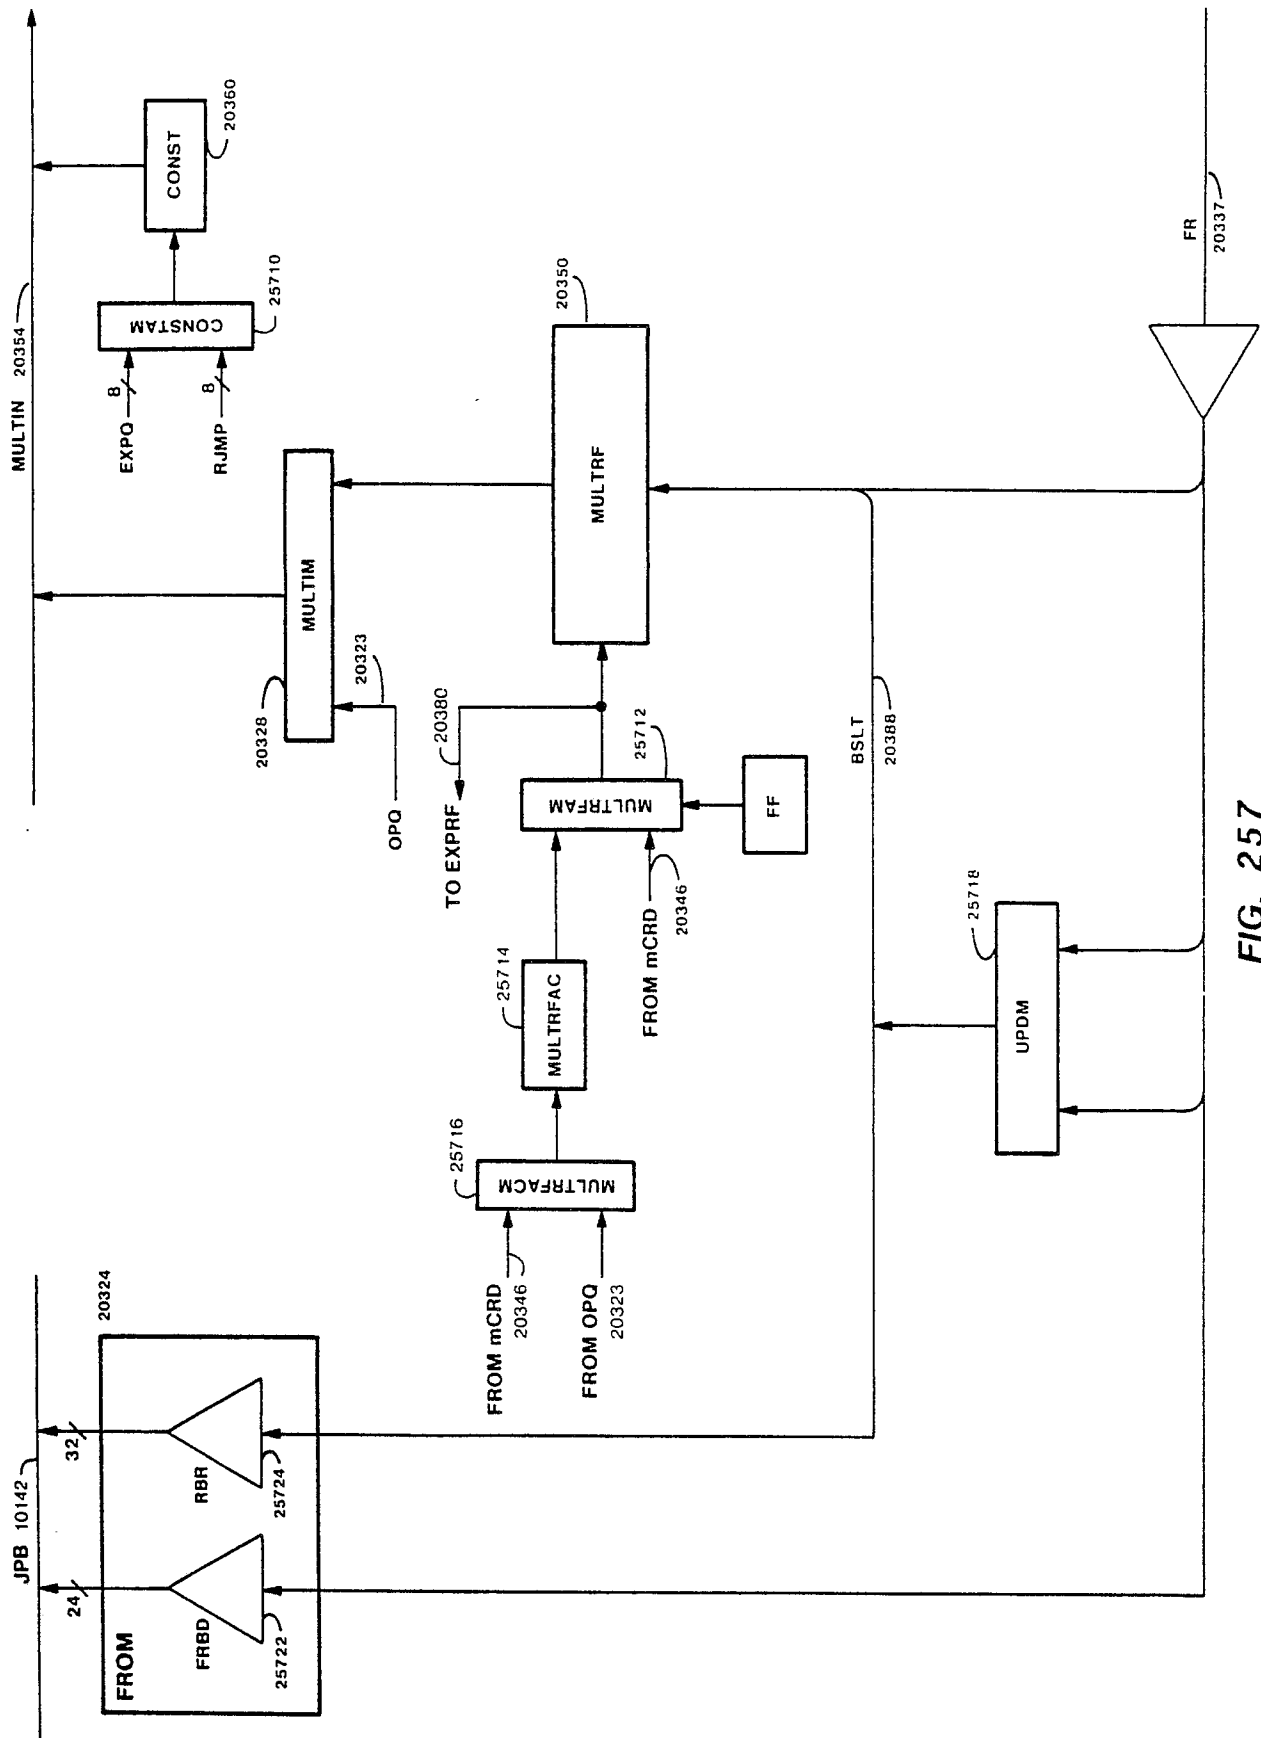 JPB 10142
24
32
FROM
20324
FRBD
25722
RBR
25724
MULTIN 20354
EXPQ
8
RJMP
8
CONSTAM
25710
CONST
20360
MULTIM
20328
20323
OPQ
TO EXPRF
20380
MULTRF
20350
MULTRFAM
25712
FF
FROM mCRD
20346
MULTRFAC
25714
MULTRFACM
25716
FROM mCRD
20346
FROM OPQ
20323
BSLT
20388
UPDM
25718
FR
20337
FIG. 257